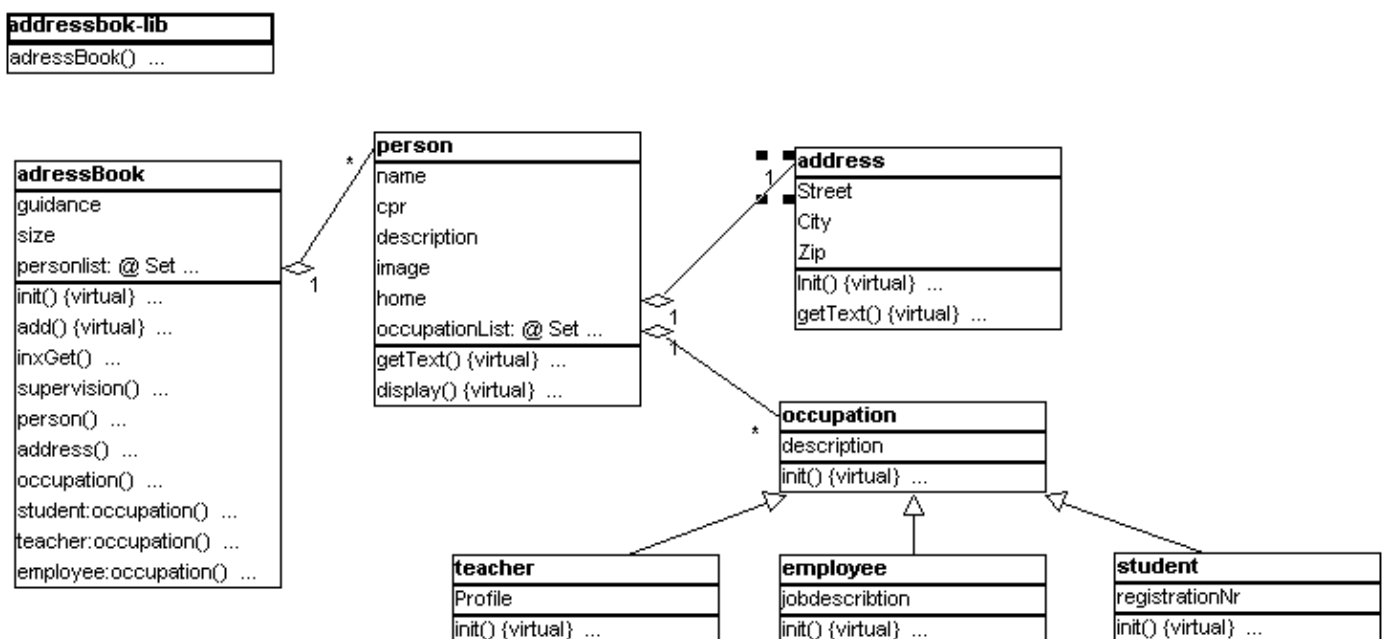 addressbok-lib
adressBook() ...
adressBook
guidance
size
personlist: @ Set ...
init() {virtual} ...
add() {virtual} ...
inxGet() ...
supervision() ...
person() ...
address() ...
occupation() ...
student:occupation() ...
teacher:occupation() ...
employee:occupation() ...
*
1
person
name
cpr
description
image
home
occupationList: @ Set ...
getText() {virtual} ...
display() {virtual} ...
1
1
1
*
address
Street
City
Zip
Init() {virtual} ...
getText() {virtual} ...
occupation
description
init() {virtual} ...
teacher
Profile
init() {virtual} ...
employee
jobdescribtion
init() {virtual} ...
student
registrationNr
init() {virtual} ...